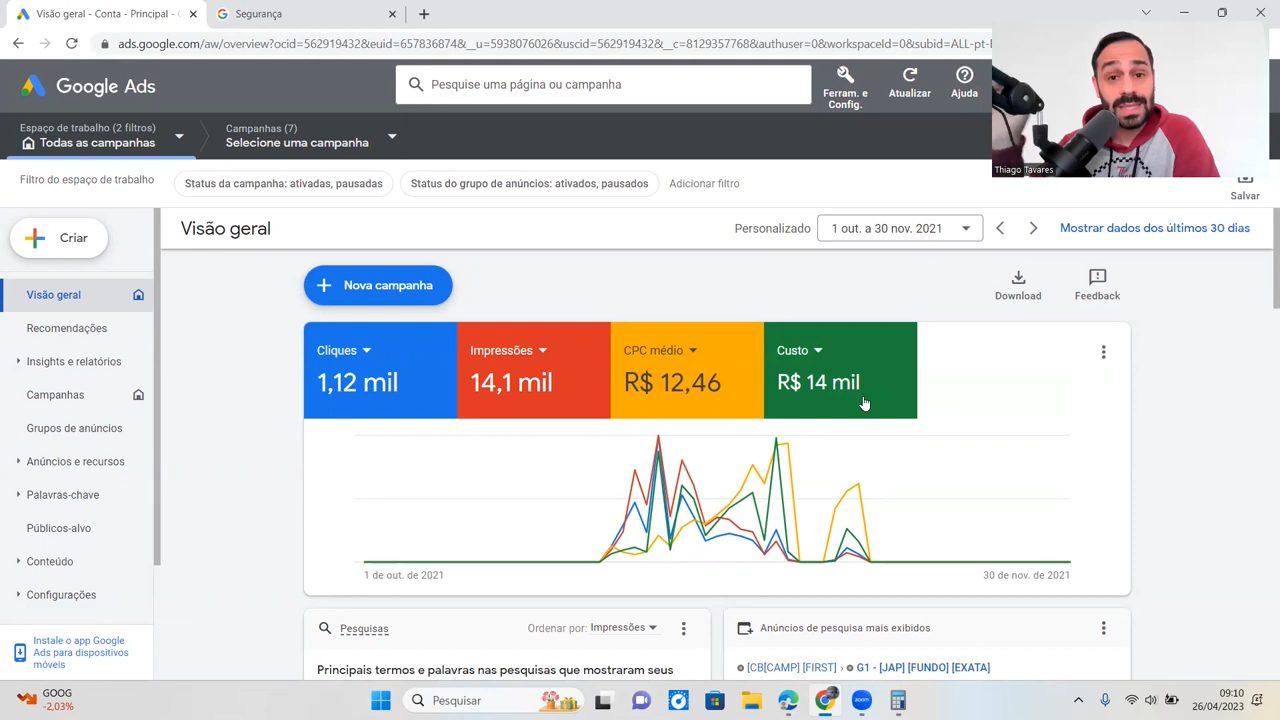 Visão geral - Conta - Principal - G
Segurança
ads.google.com/aw/overview?ocid=562919432&euid=657896874&__u=5938076026&uscid=562919432&__c=8129357768&authuser=0&workspaceId=0&subid=ALL-pt-
Google Ads
Pesquise uma página ou campanha
Ferram. e
Config.
Atualizar
Ajuda
Espaço de trabalho (2 filtros)
Todas as campanhas
Campanhas (7)
Selecione uma campanha
Thiago Tavares
Filtro do espaço de trabalho
Status da campanha: ativadas, pausadas
Status do grupo de anúncios: ativados, pausados
Adicionar filtro
Salvar
Criar
Visão geral
Personalizado
1 out. a 30 nov. 2021
Mostrar dados dos últimos 30 dias
Visão geral
Recomendações
Insights e relatórios
Campanhas
Grupos de anúncios
Anúncios e recursos
Palavras-chave
Públicos-alvo
Conteúdo
Configurações
Instale o app Google
Ads para dispositivos
móveis
Nova campanha
Download
Feedback
Cliques
1,12 mil
Impressões
14,1 mil
CPC médio
R$ 12,46
Custo
R$ 14 mil
1 de out. de 2021
30 de nov. de 2021
Pesquisas
Ordenar por: Impressões
Principais termos e palavras nas pesquisas que mostraram seus
Anúncios de pesquisa mais exibidos
[CB[CAMP] [FIRST] › G1 - [JAP] [FUNDO] [EXATA]
GOOG
-2,03%
Pesquisar
09:10
26/04/2023